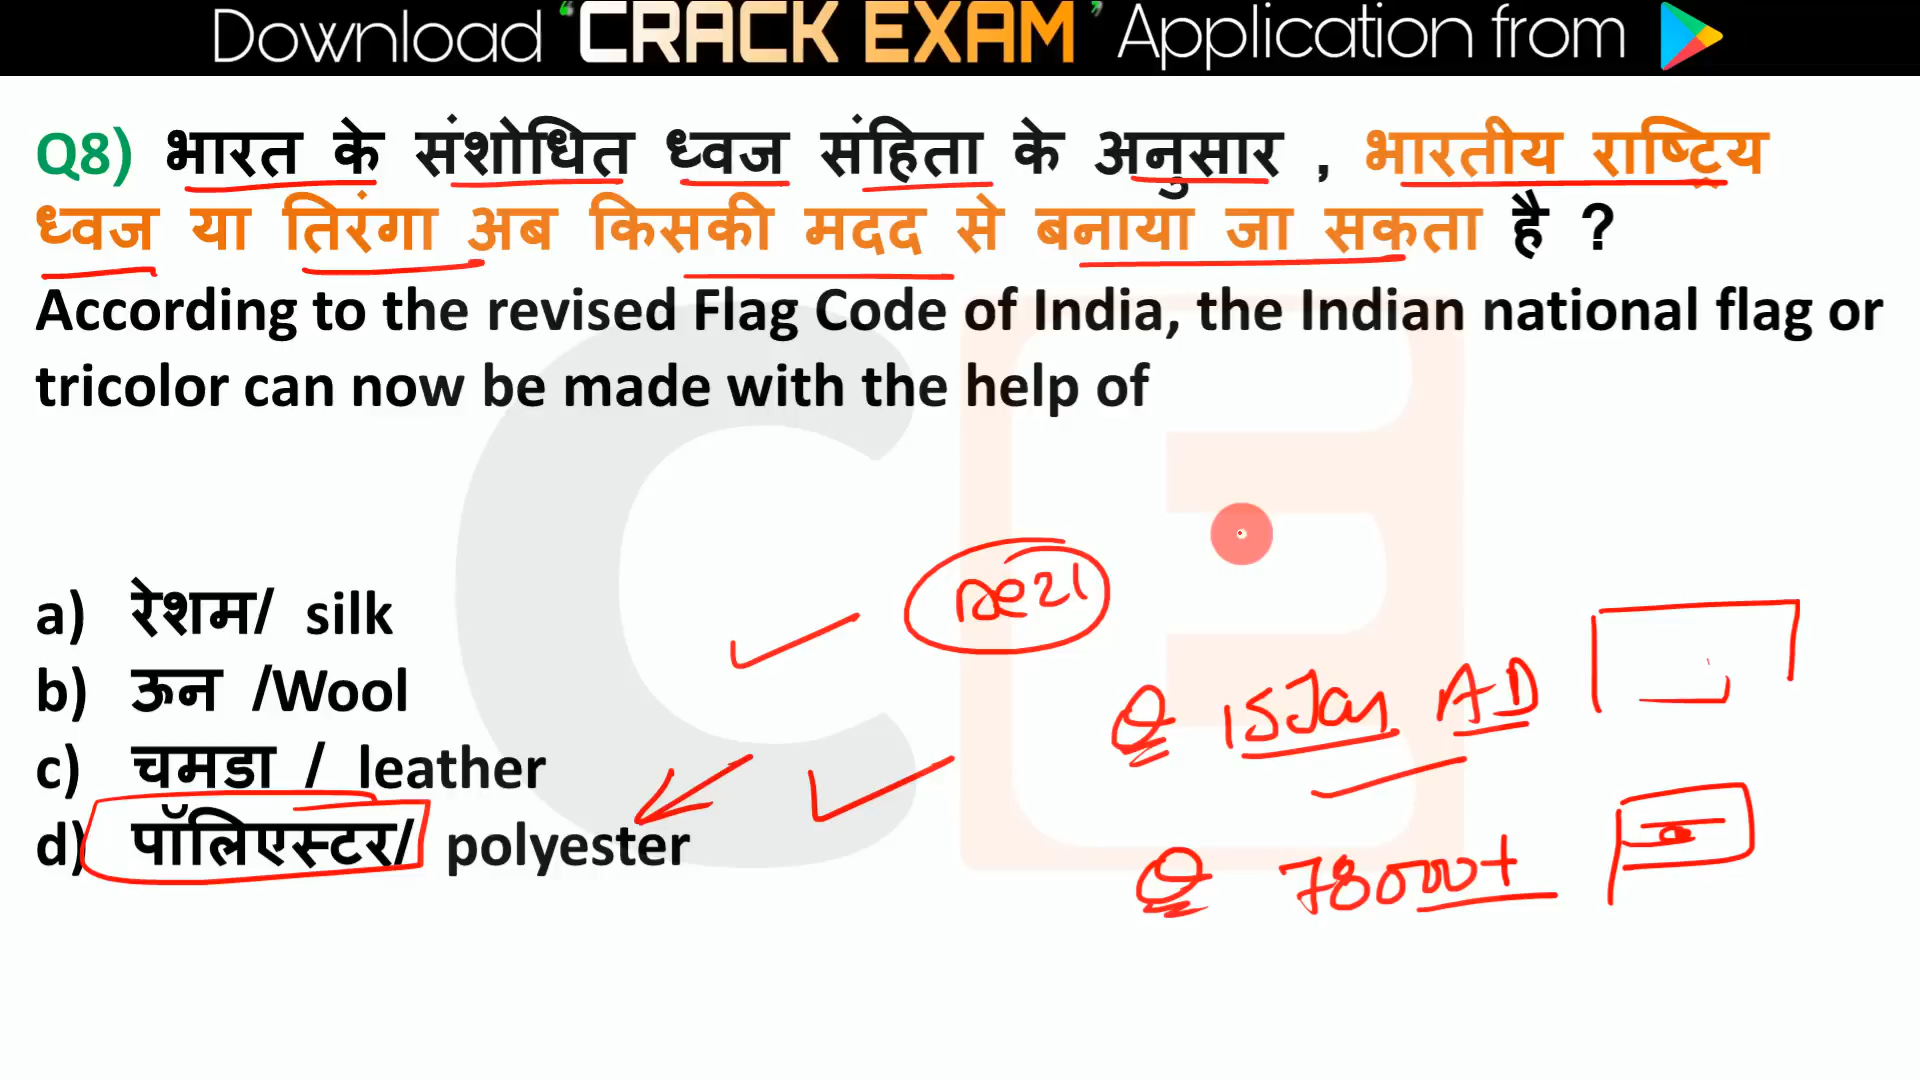 Download ‘CRACK EXAM’ Application from
Q8) भारत के संशोधित ध्वज संहिता के अनुसार , भारतीय राष्ट्रिय
ध्वज या तिरंगा अब किसकी मदद से बनाया जा सकता है ?
According to the revised Flag Code of India, the Indian national flag or
tricolor can now be made with the help of
a) रेशम/ silk
b) ऊन /Wool
c) चमडा / leather
d) पॉलिएस्टर/ polyester
15 Jan AD
78000+
CE